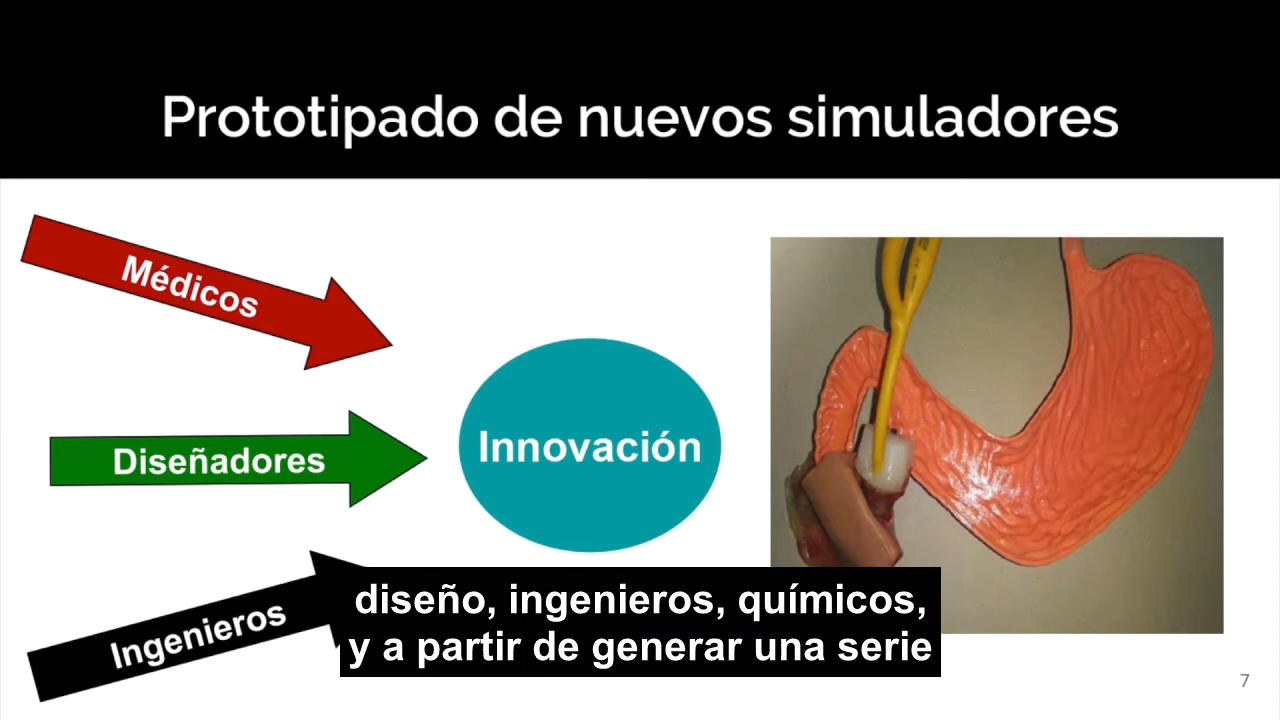 Prototipado de nuevos simuladores
Médicos
Diseñadores
Innovación
Ingenieros
diseño, ingenieros, químicos,
y a partir de generar una serie
7